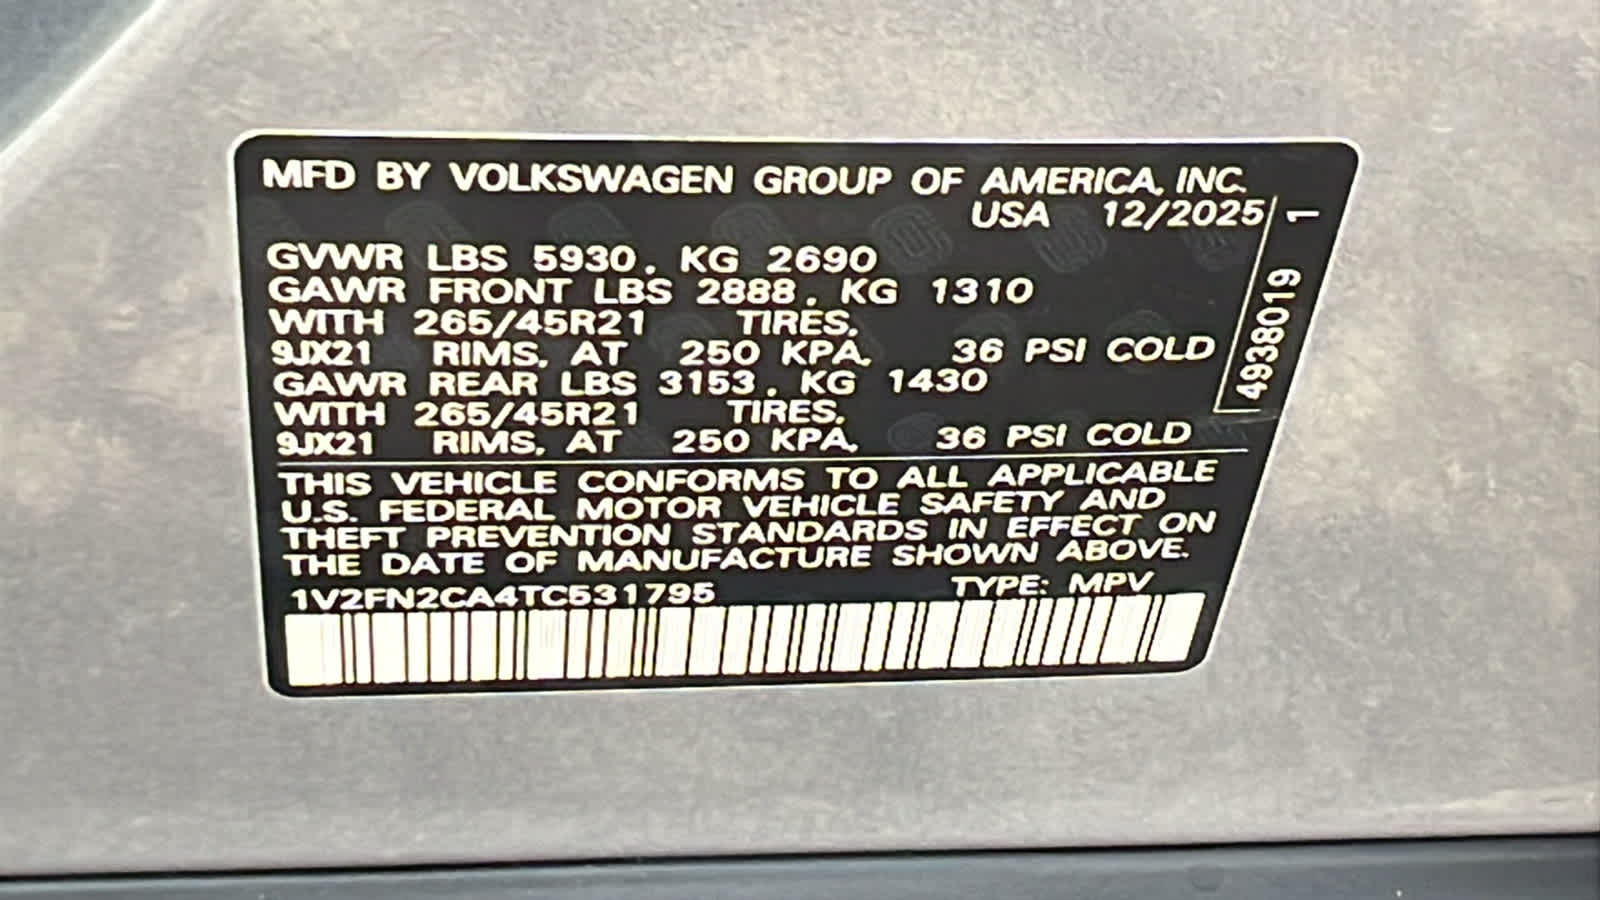 MFD BY VOLKSWAGEN GROUP OF AMERICA, INC.
USA 12/2025
GVWR LBS 5930. KG 2690
GAWR FRONT LBS 2888. KG 1310
WITH 265/45R21 TIRES,
9JX21 RIMS, AT 250 KPA, 36 PSI COLD
GAWR REAR LBS 3153. KG 1430
WITH 265/45R21 TIRES,
9JX21 RIMS, AT 250 KPA, 36 PSI COLD
4938019 1
THIS VEHICLE CONFORMS TO ALL APPLICABLE
U.S. FEDERAL MOTOR VEHICLE SAFETY AND
THEFT PREVENTION STANDARDS IN EFFECT ON
THE DATE OF MANUFACTURE SHOWN ABOVE.
1V2FN2CA4TC531795 TYPE: MPV